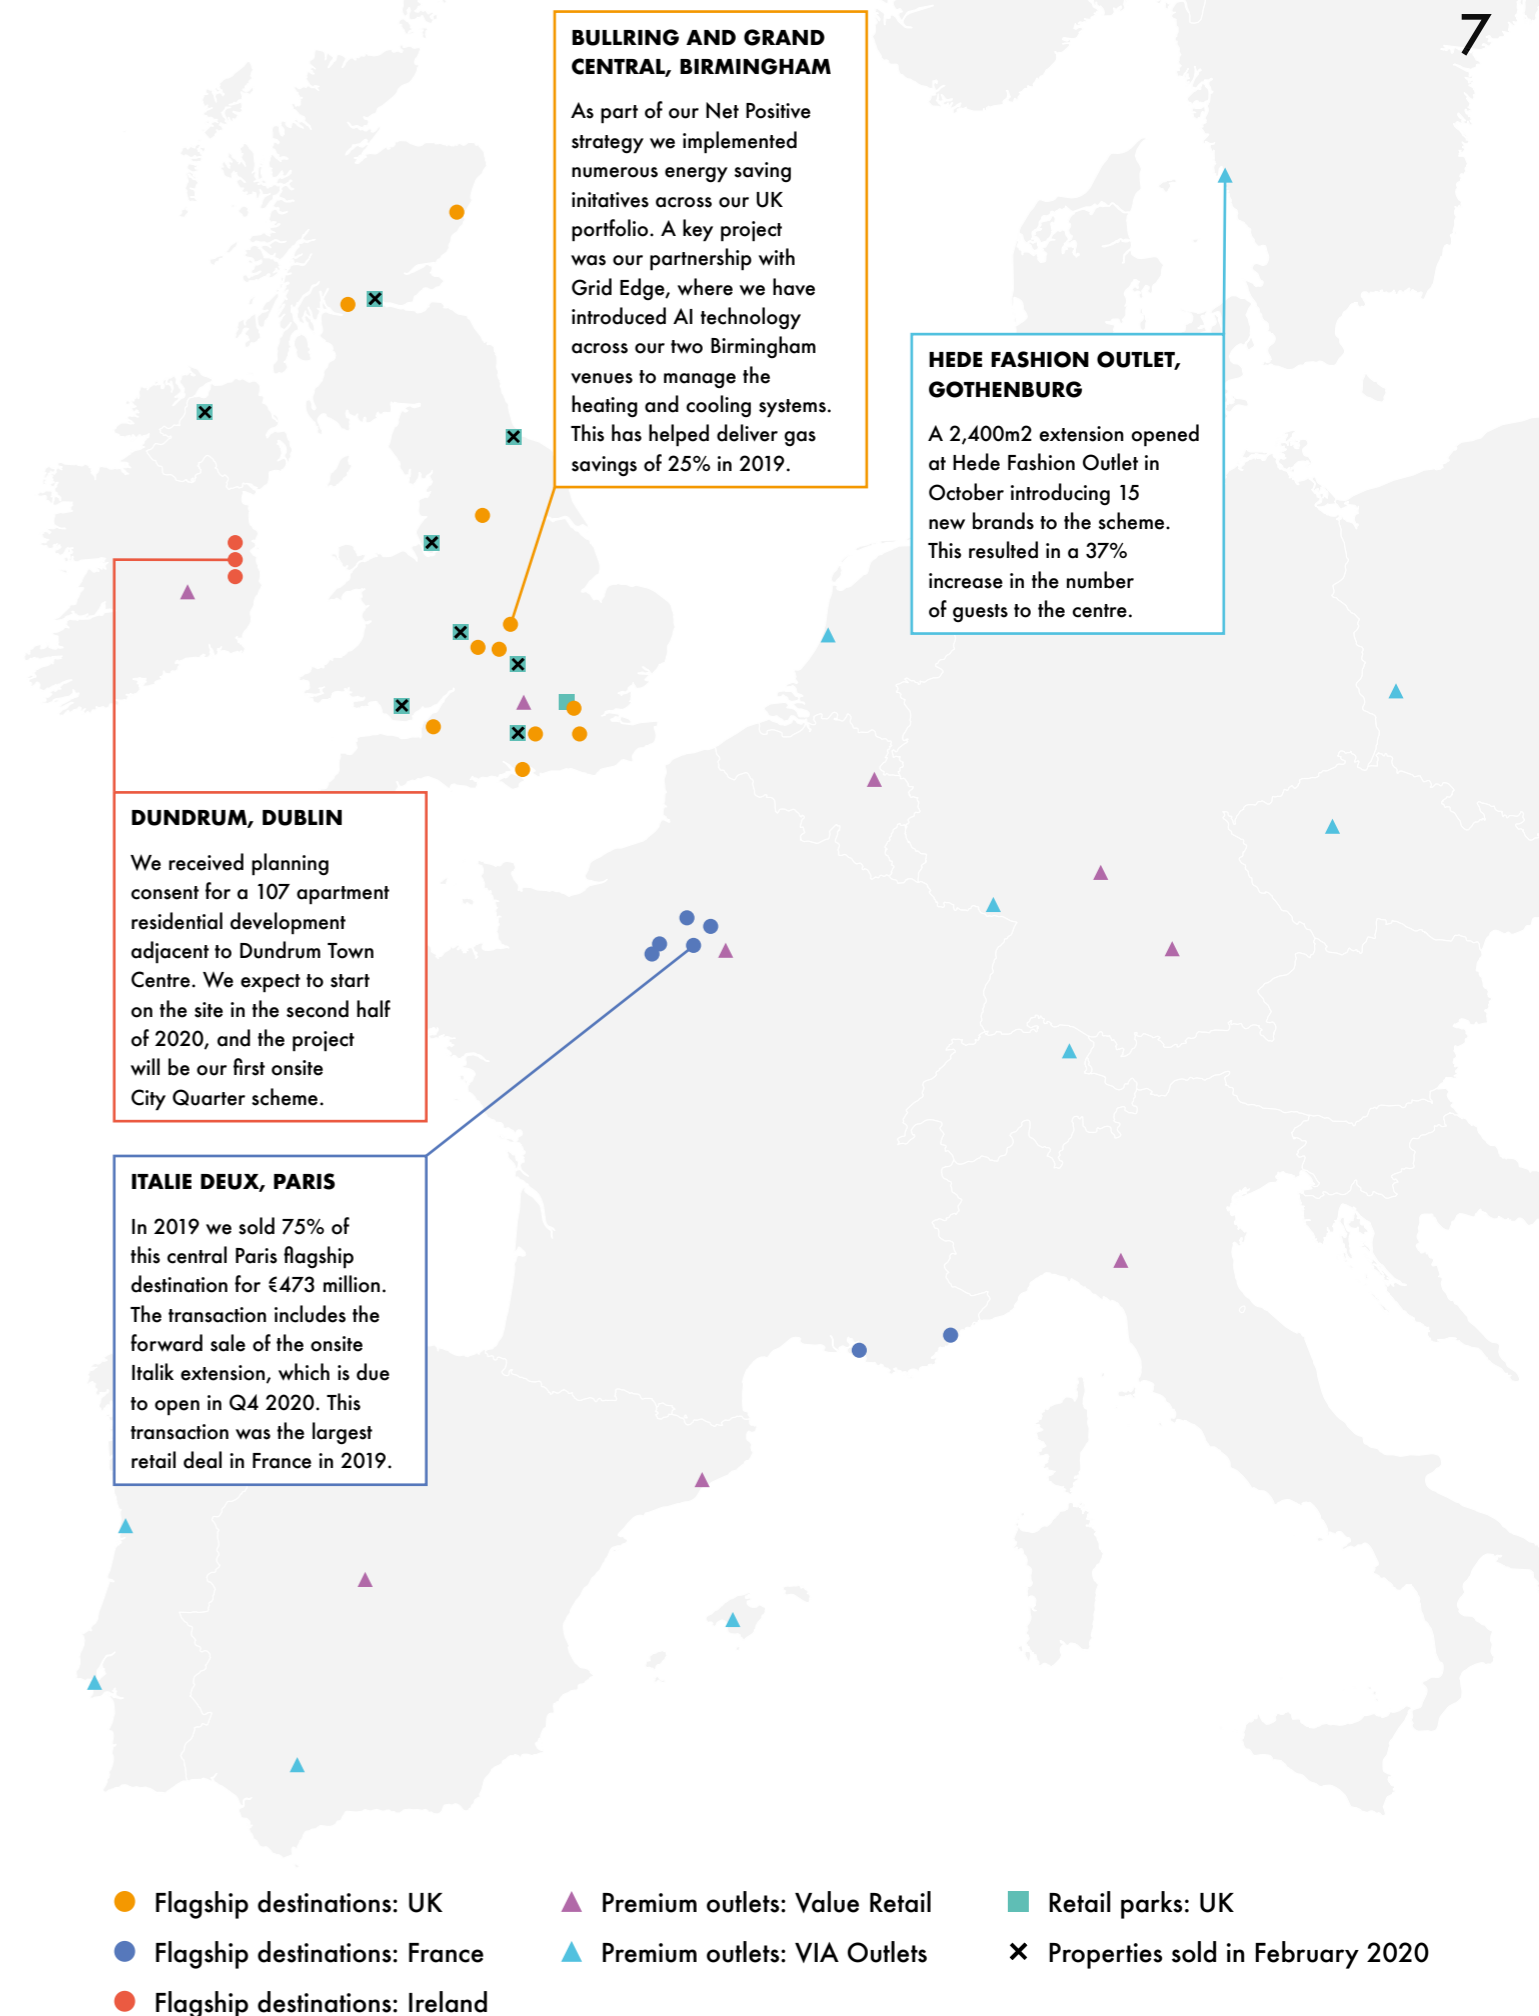 7
BULLRING AND GRAND
CENTRAL, BIRMINGHAM
As part of our Net Positive
strategy we implemented
numerous energy saving
initatives across our UK
portfolio. A key project
was our partnership with
Grid Edge, where we have
introduced AI technology
across our two Birmingham
venues to manage the
heating and cooling systems.
This has helped deliver gas
savings of 25% in 2019.
HEDE FASHION OUTLET,
GOTHENBURG
A 2,400m2 extension opened
at Hede Fashion Outlet in
October introducing 15
new brands to the scheme.
This resulted in a 37%
increase in the number
of guests to the centre.
DUNDRUM, DUBLIN
We received planning
consent for a 107 apartment
residential development
adjacent to Dundrum Town
Centre. We expect to start
on the site in the second half
of 2020, and the project
will be our first onsite
City Quarter scheme.
ITALIE DEUX, PARIS
In 2019 we sold 75% of
this central Paris flagship
destination for €473 million.
The transaction includes the
forward sale of the onsite
Italik extension, which is due
to open in Q4 2020. This
transaction was the largest
retail deal in France in 2019.
Flagship destinations: UK
Flagship destinations: France
Flagship destinations: Ireland
Premium outlets: Value Retail
Premium outlets: VIA Outlets
Retail parks: UK
Properties sold in February 2020